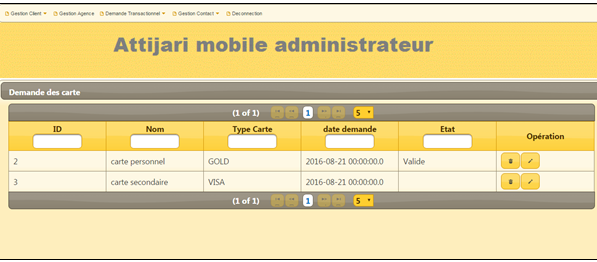 Gestion Client Gestion Agence Demande Transactionnel Gestion Contact Deconnection
Attijari mobile administrateur
Demande des carte
(1 of 1) 1 5
ID Nom Type Carte date demande Etat Opération
2 carte personnel GOLD 2016-08-21 00:00:00.0 Valide
3 carte secondaire VISA 2016-08-21 00:00:00.0
(1 of 1) 1 5